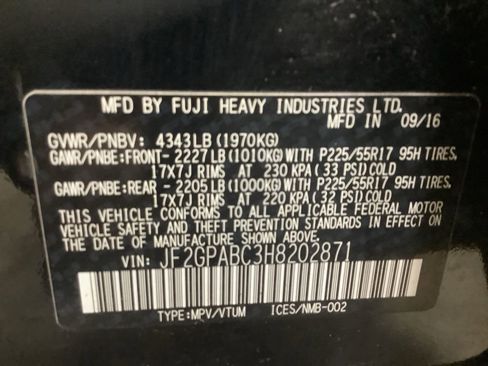 MFD BY FUJI HEAVY INDUSTRIES LTD.
MFD IN 09/16
GVWR/PNBV: 4343LB (1970KG)
GAWR/PNBE:FRONT- 2227LB(1010KG)WITH P225/55R17 95H TIRES,
17X7J RIMS AT 230 KPA (33 PSI)COLD
GAWR/PNBE:REAR - 2205LB(1000KG)WITH P225/55R17 95H TIRES,
17X7J RIMS AT 220 KPA (32 PSI)COLD
THIS VEHICLE CONFORMS TO ALL APPLICABLE FEDERAL MOTOR
VEHICLE SAFETY AND THEFT PREVENTION STANDARDS IN EFFECT
ON THE DATE OF MANUFACTURE SHOWN ABOVE.
VIN: JF2GPABC3H8202871
TYPE:MPV/VTUM ICES/NMB-002